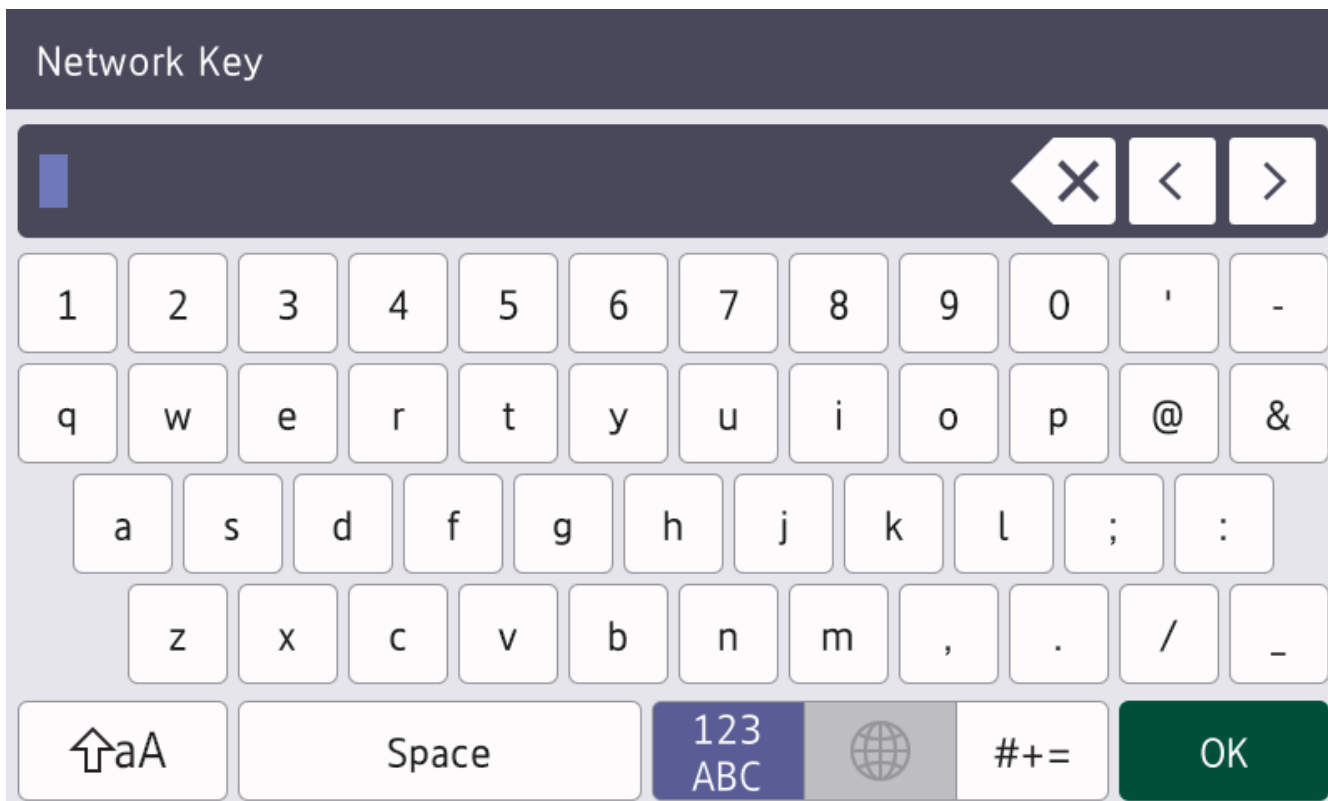 Network Key
1 2 3 4 5 6 7 8 9 0 ' -
q w e r t y u i o p @ &
a s d f g h j k l ; :
z x c v b n m , . / _
aA Space 123 ABC #+= OK